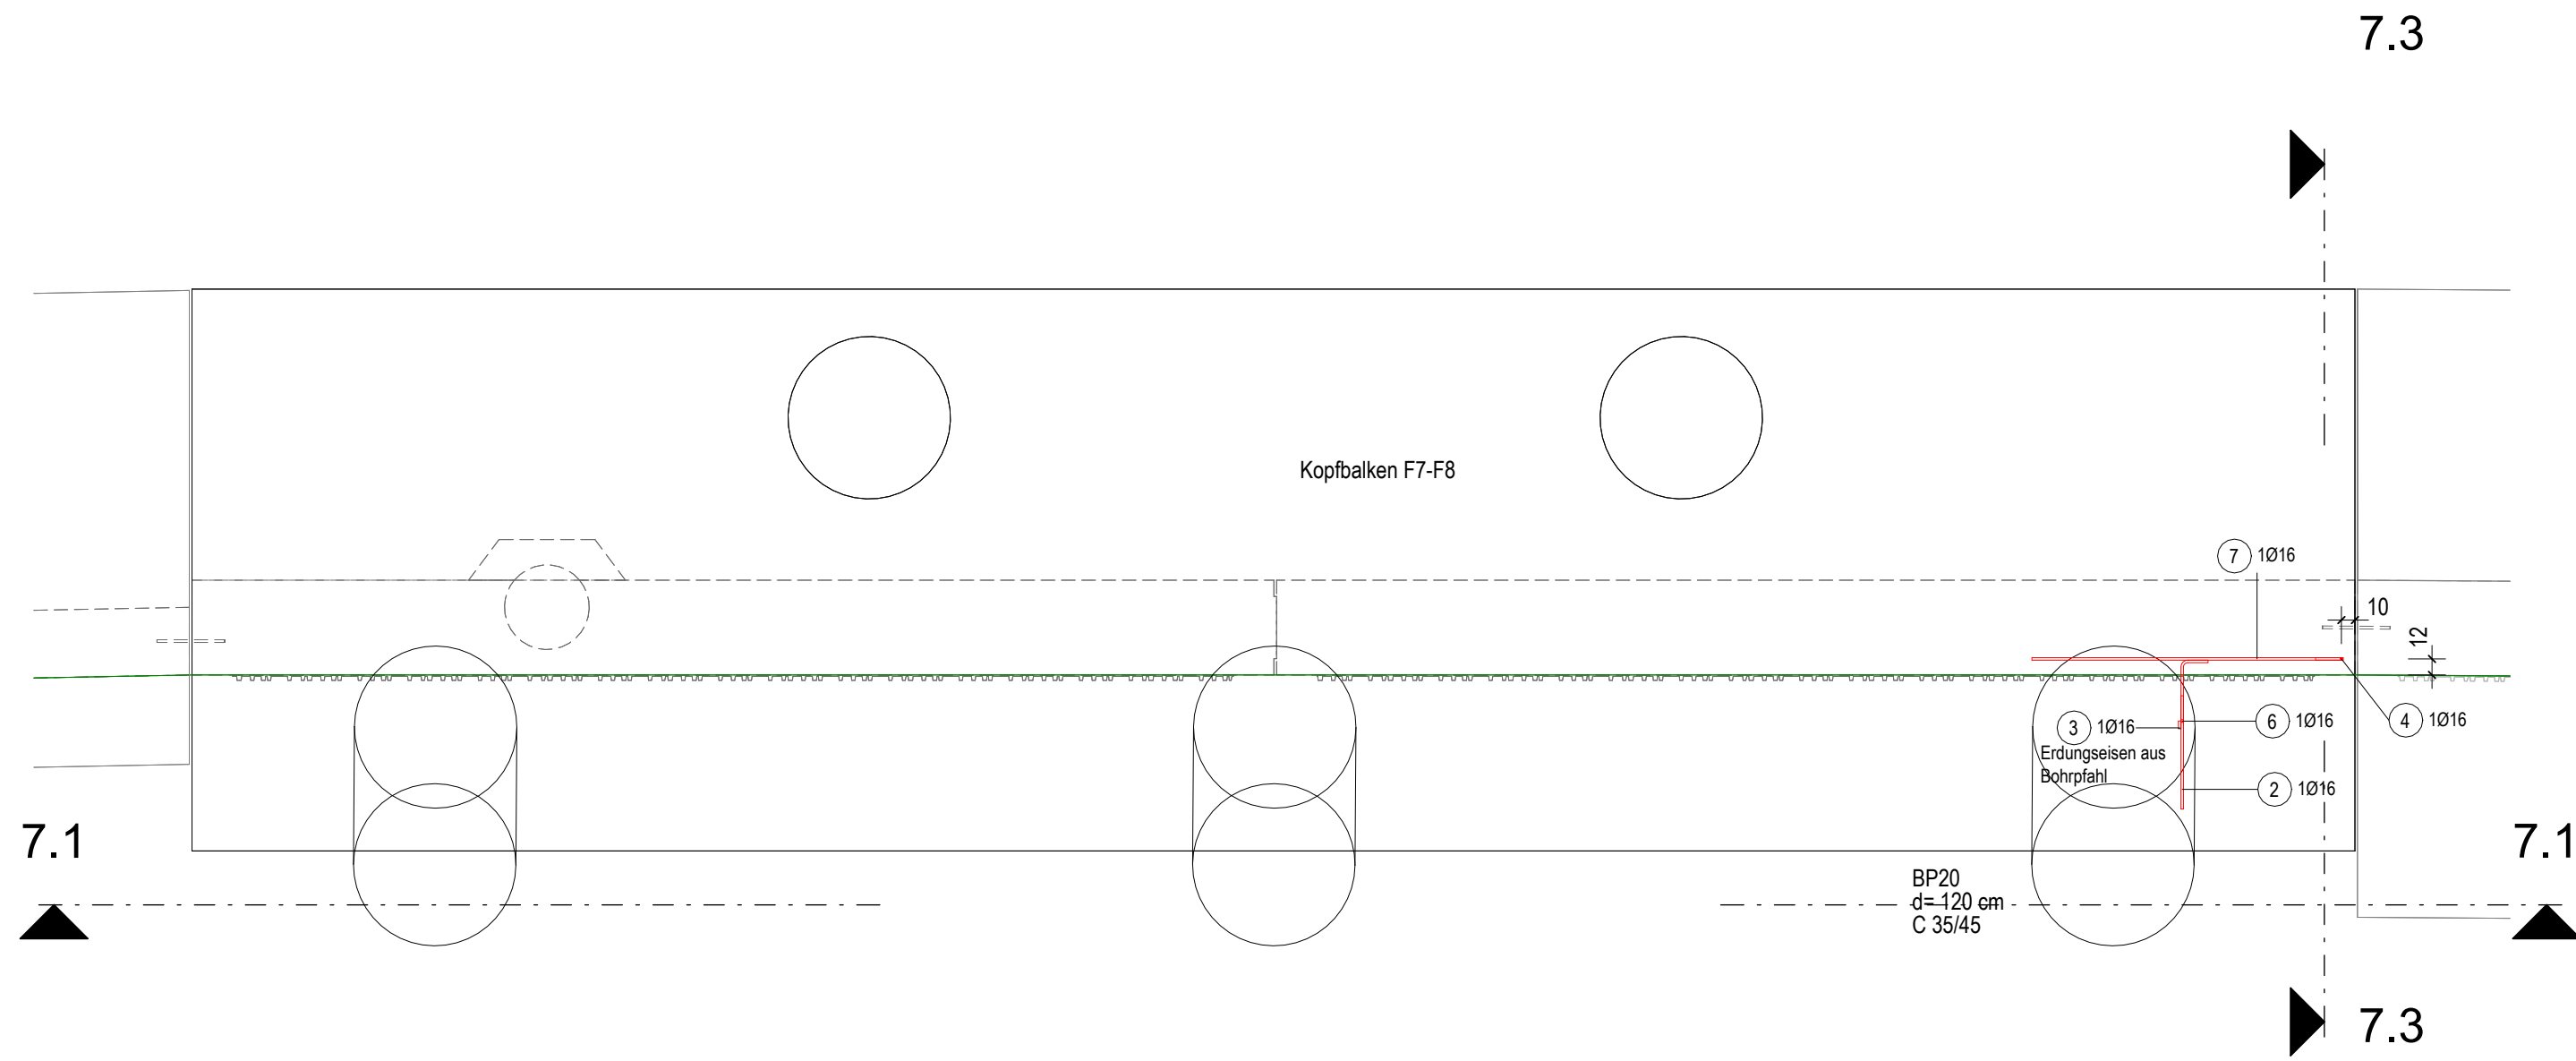 7.3
Kopfbalken F7-F8
7 1Ø16
10
12
3 1Ø16
6 1Ø16
4 1Ø16
Erdungseisen aus
Bohrpfahl
2 1Ø16
7.1
7.1
BP20
d= 120 cm
C 35/45
7.3